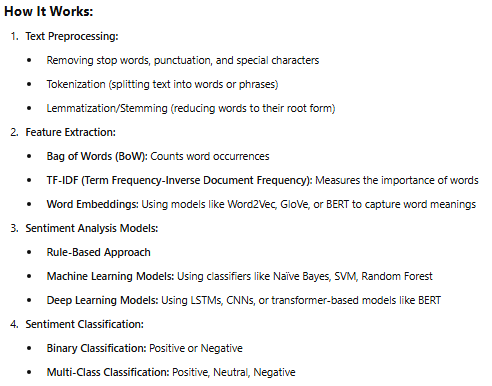 How It Works:
1. Text Preprocessing:
• Removing stop words, punctuation, and special characters
• Tokenization (splitting text into words or phrases)
• Lemmatization/Stemming (reducing words to their root form)
2. Feature Extraction:
• Bag of Words (BoW): Counts word occurrences
• TF-IDF (Term Frequency-Inverse Document Frequency): Measures the importance of words
• Word Embeddings: Using models like Word2Vec, GloVe, or BERT to capture word meanings
3. Sentiment Analysis Models:
• Rule-Based Approach
• Machine Learning Models: Using classifiers like Naïve Bayes, SVM, Random Forest
• Deep Learning Models: Using LSTMs, CNNs, or transformer-based models like BERT
4. Sentiment Classification:
• Binary Classification: Positive or Negative
• Multi-Class Classification: Positive, Neutral, Negative